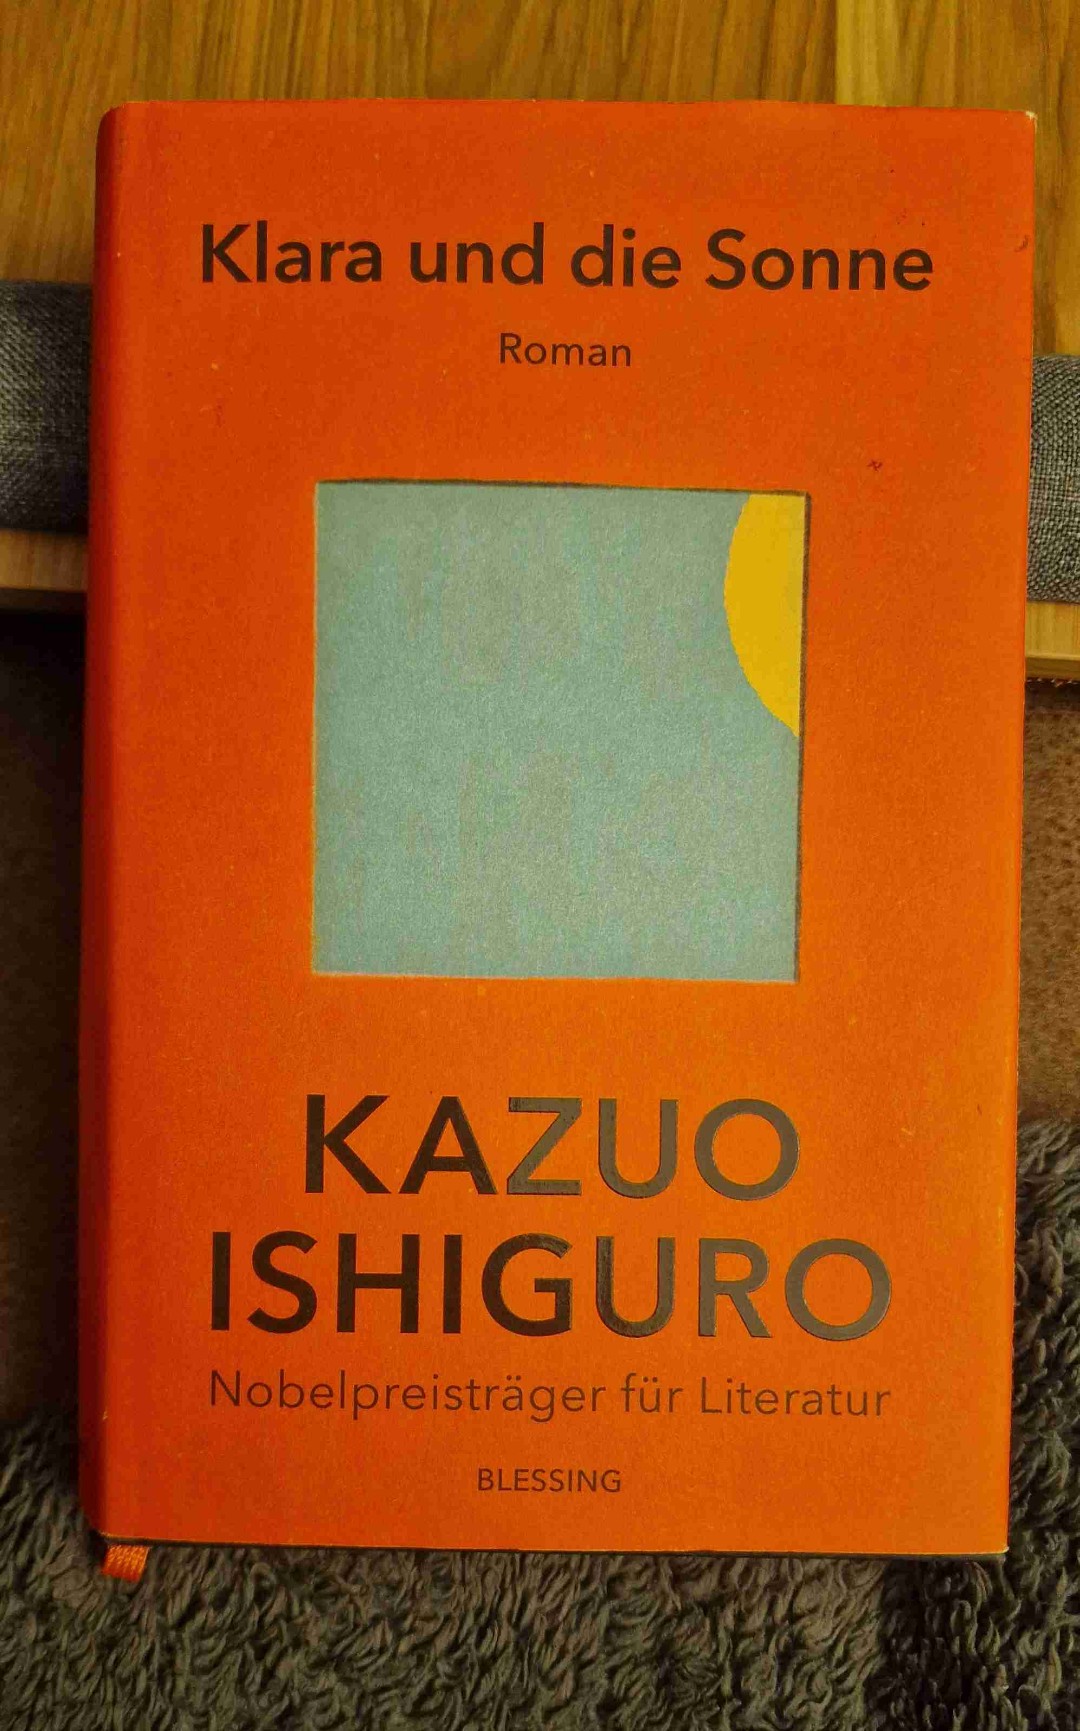 Klara und die Sonne
Roman
KAZUO
ISHIGURO
Nobelpreisträger für Literatur
BLESSING